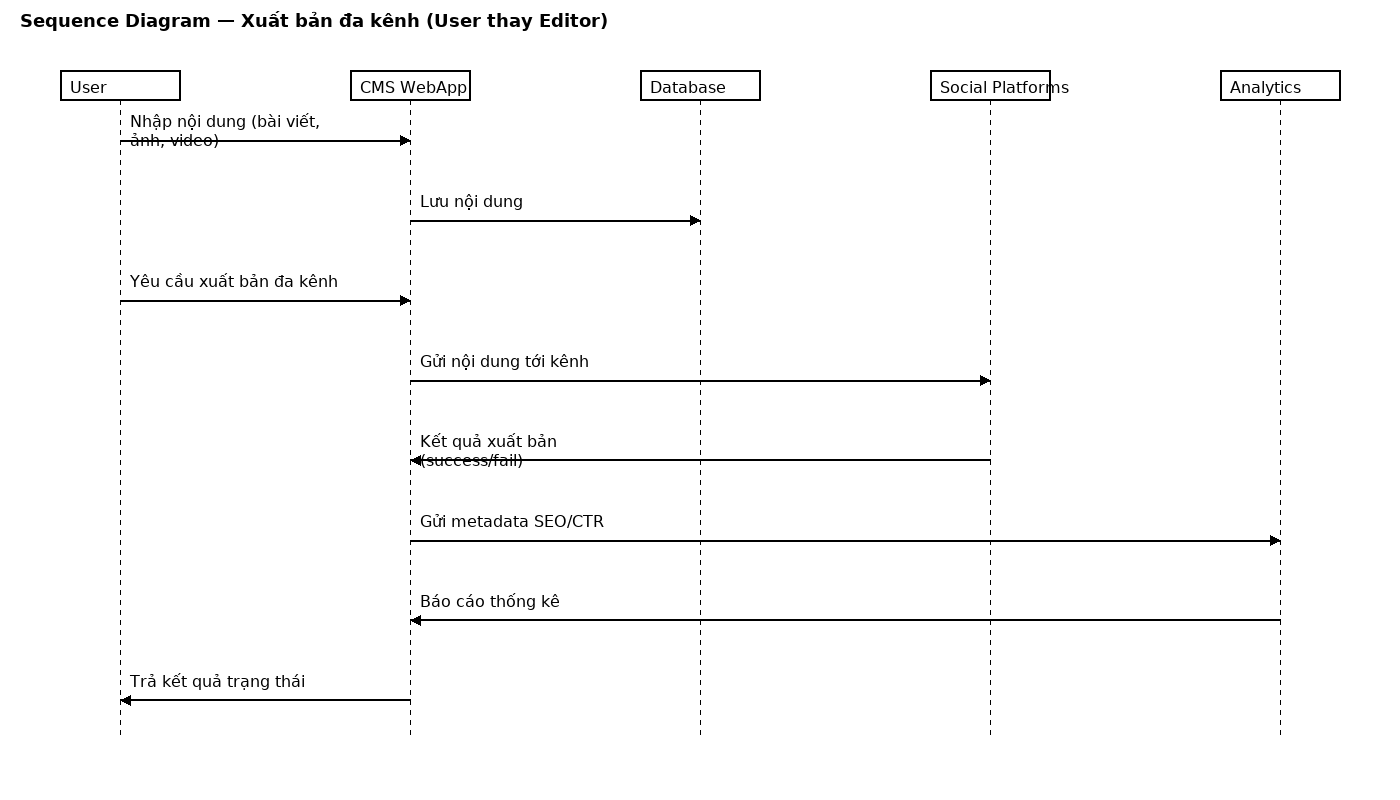 Sequence Diagram — Xuất bản đa kênh (User thay Editor)
User
CMS WebApp
Database
Social Platforms
Analytics
Nhập nội dung (bài viết,
ảnh, video)
Lưu nội dung
Yêu cầu xuất bản đa kênh
Gửi nội dung tới kênh
Kết quả xuất bản
(success/fail)
Gửi metadata SEO/CTR
Báo cáo thống kê
Trả kết quả trạng thái